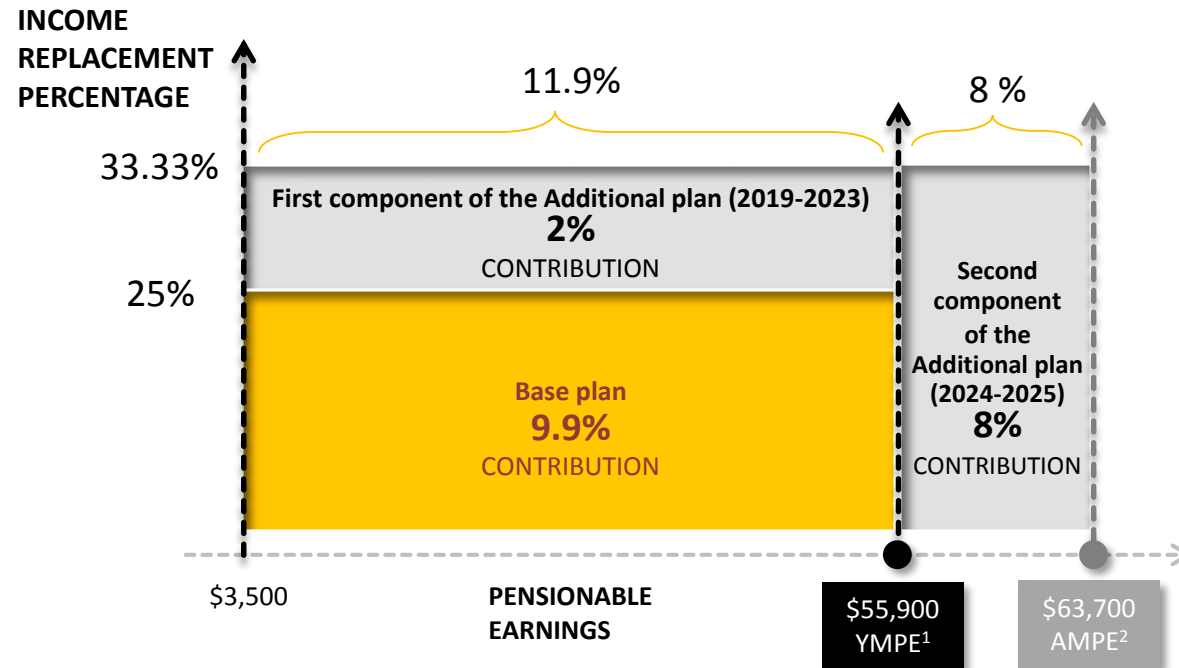 INCOME
REPLACEMENT
PERCENTAGE
11.9%
8 %
33.33%
First component of the Additional plan (2019-2023)
2%
CONTRIBUTION
25%
Second
component
of the
Additional plan
(2024-2025)
8%
CONTRIBUTION
Base plan
9.9%
CONTRIBUTION
$3,500
PENSIONABLE
EARNINGS
$55,900
YMPE¹
$63,700
AMPE²